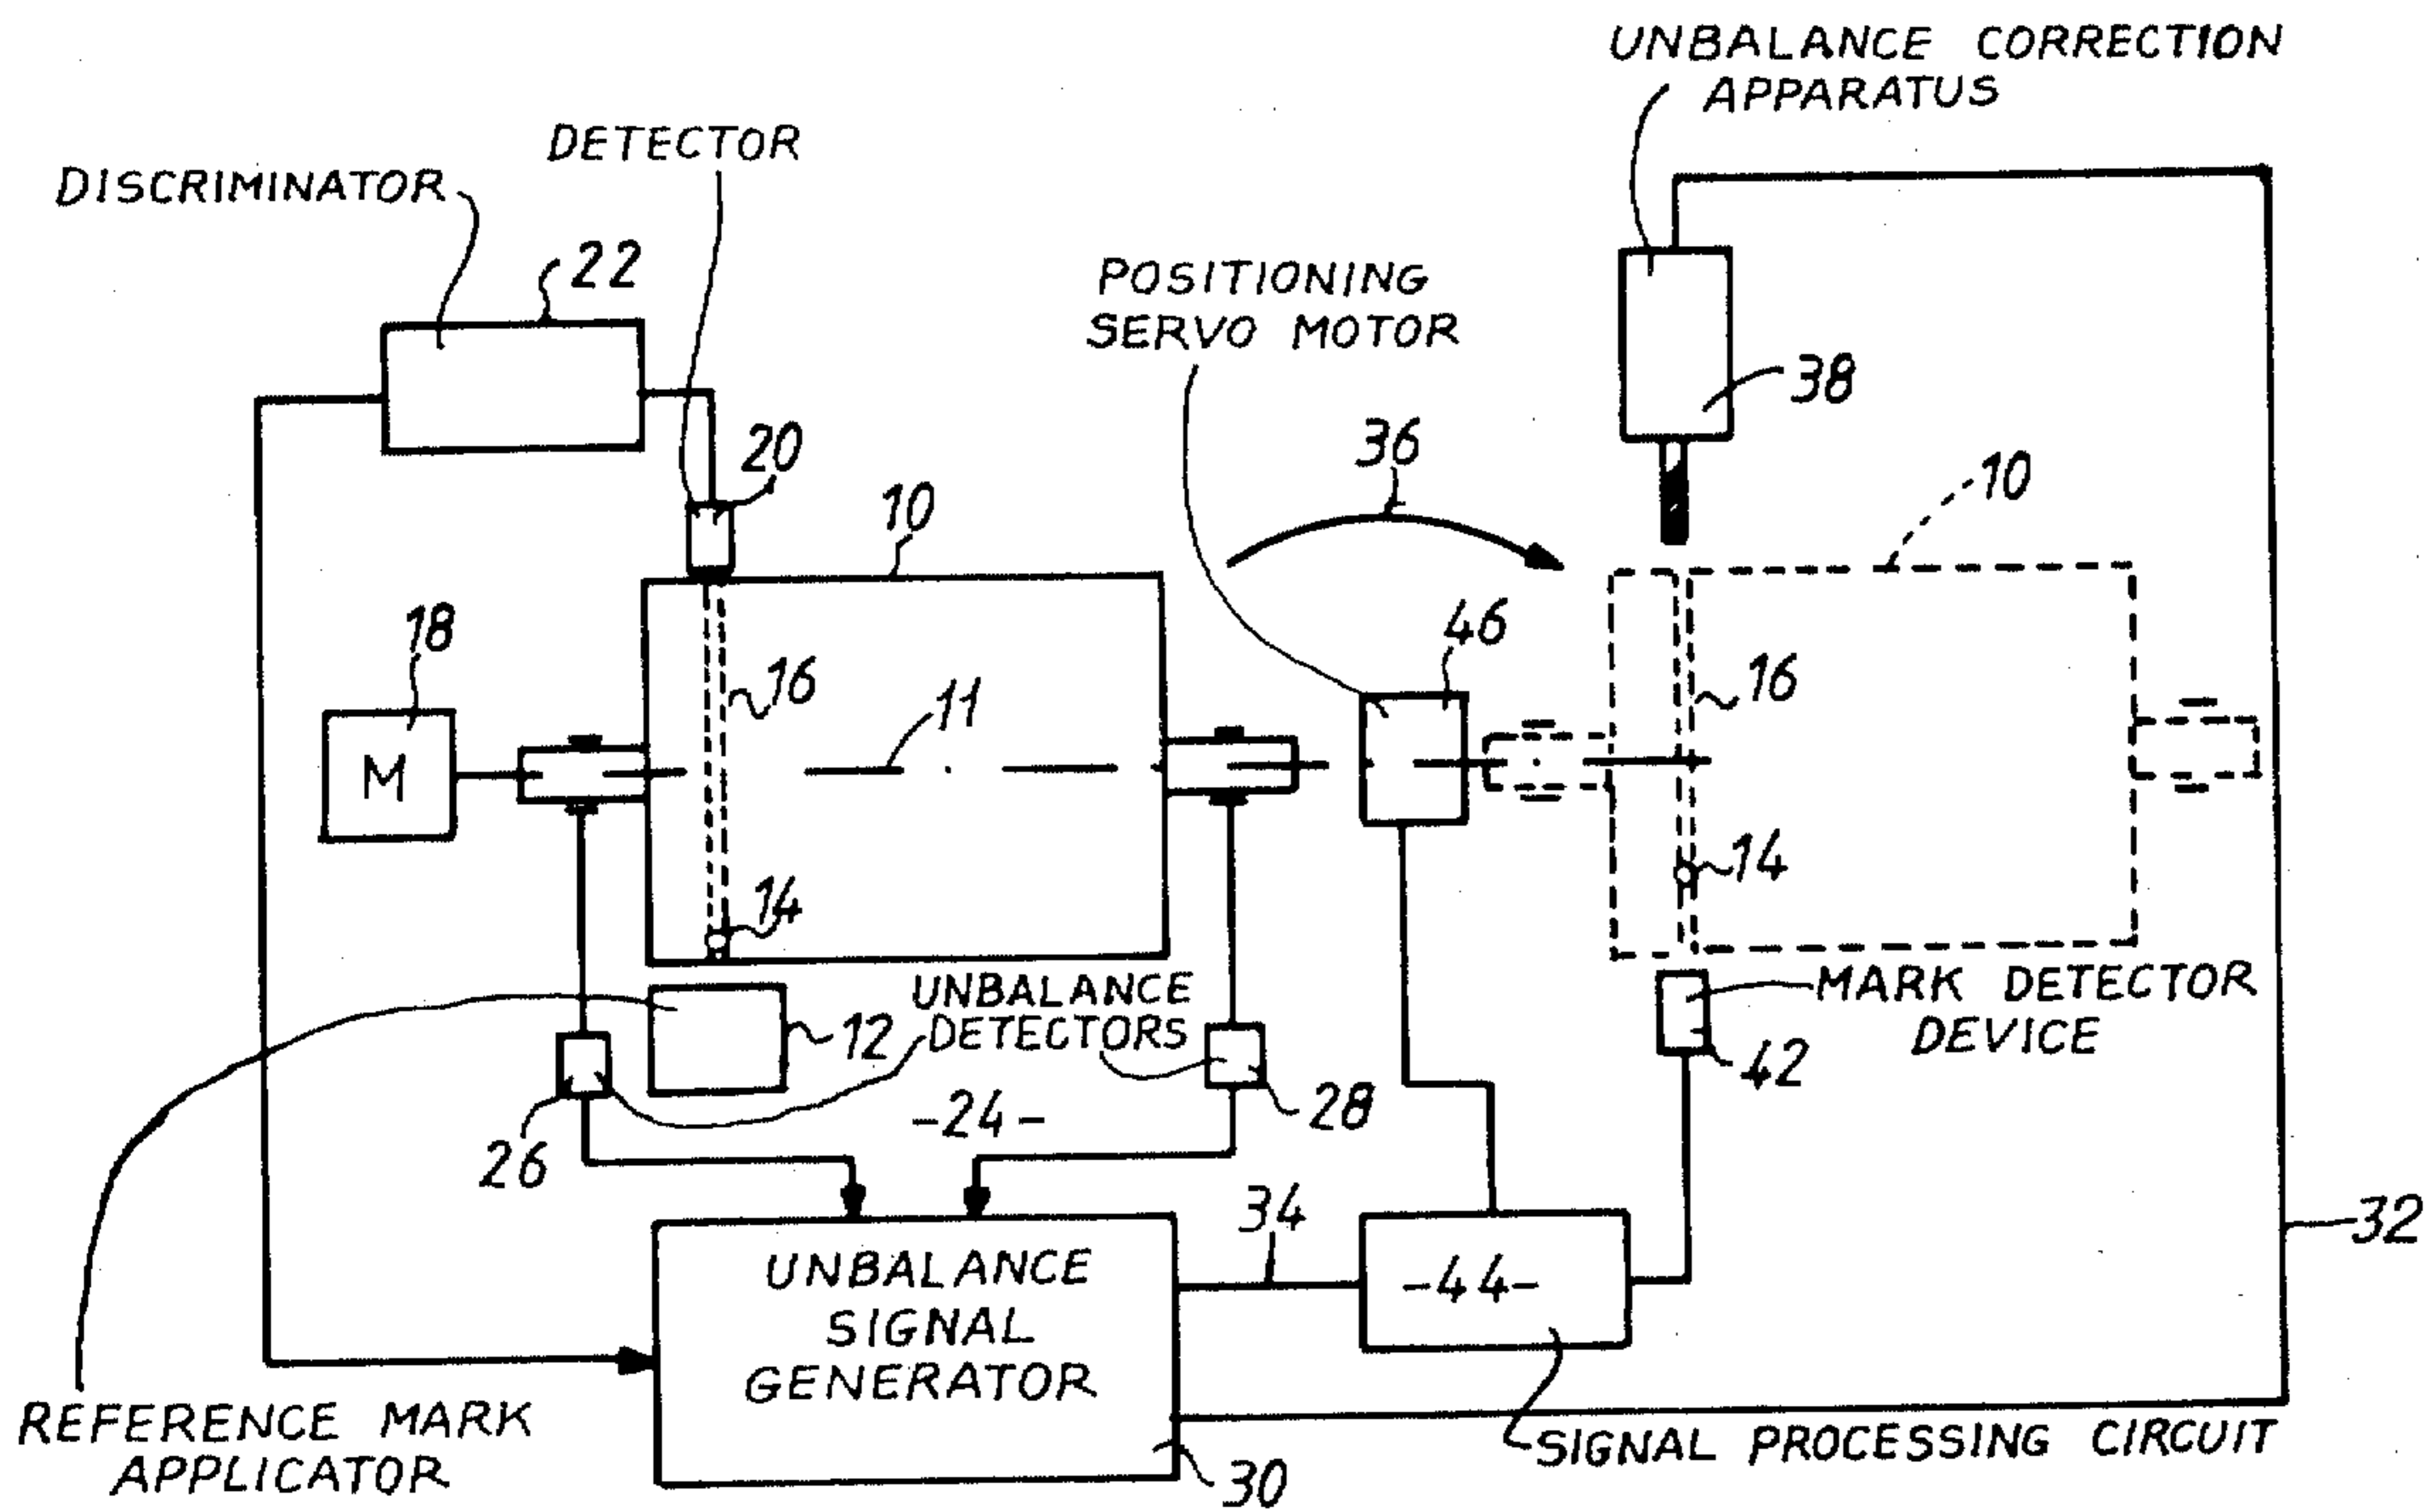 UNBALANCE CORRECTION
APPARATUS
DETECTOR
DISCRIMINATOR
22
POSITIONING
SERVO MOTOR
38
36
20
10
10
18
46
16
16
11
M
14
14
UNBALANCE
DETECTORS
MARK DETECTOR
DEVICE
12
42
28
-24-
26
34
32
UNBALANCE
SIGNAL
GENERATOR
-44-
REFERENCE MARK
APPLICATOR
SIGNAL PROCESSING CIRCUIT
30